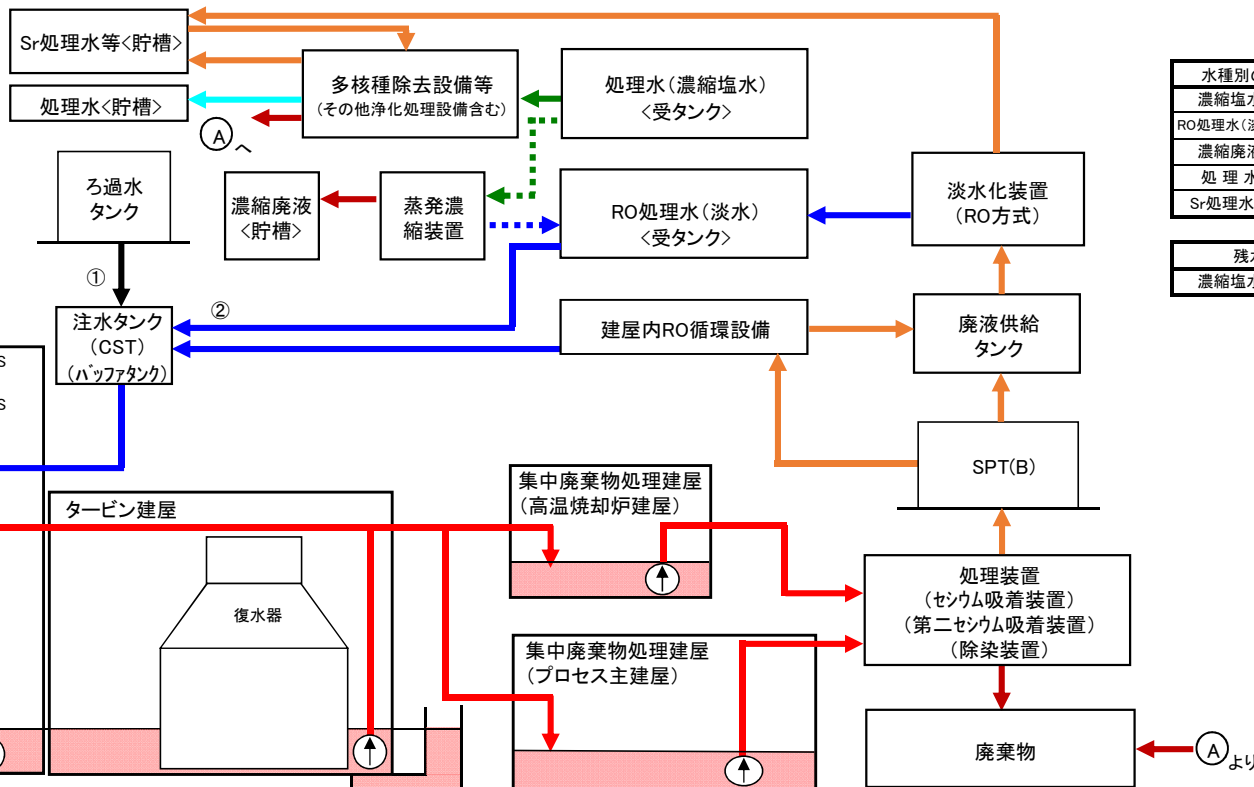 Sr処理水等<貯槽>
処理水<貯槽>
多核種除去設備等
(その他浄化処理設備含む)
Ⓐへ
処理水(濃縮塩水)
<受タンク>
水種別
濃縮塩水
RO処理水
濃縮廃液
処理水
Sr処理水
残
濃縮塩水
ろ過水
タンク
濃縮廃液
<貯槽>
蒸発濃
縮装置
RO処理水(淡水)
<受タンク>
淡水化装置
(RO方式)
①
②
注水タンク
(CST)
(バッファタンク)
建屋内RO循環設備
廃液供給
タンク
S
S
SPT(B)
タービン建屋
復水器
集中廃棄物処理建屋
(高温焼却炉建屋)
処理装置
(セシウム吸着装置)
(第二セシウム吸着装置)
(除染装置)
集中廃棄物処理建屋
(プロセス主建屋)
廃棄物
Ⓐより